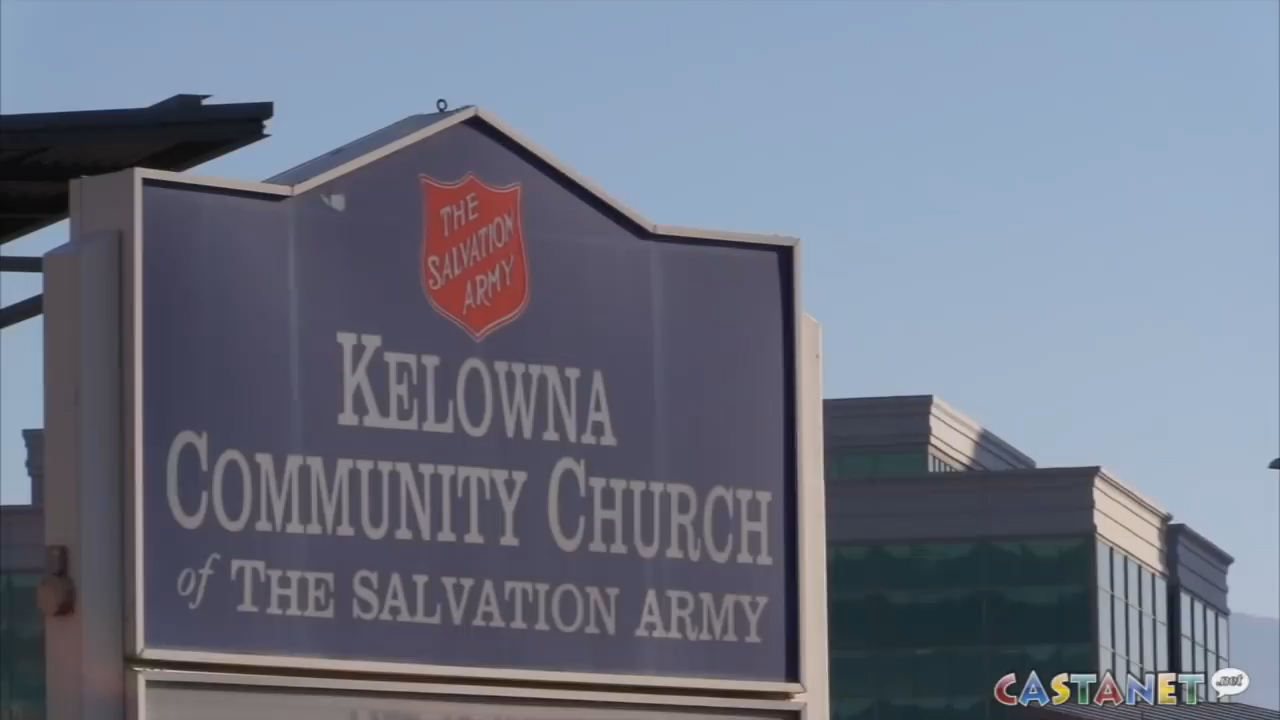 THE
SALVATION
ARMY
KELOWNA
COMMUNITY CHURCH
of THE SALVATION ARMY
CASTANET.net